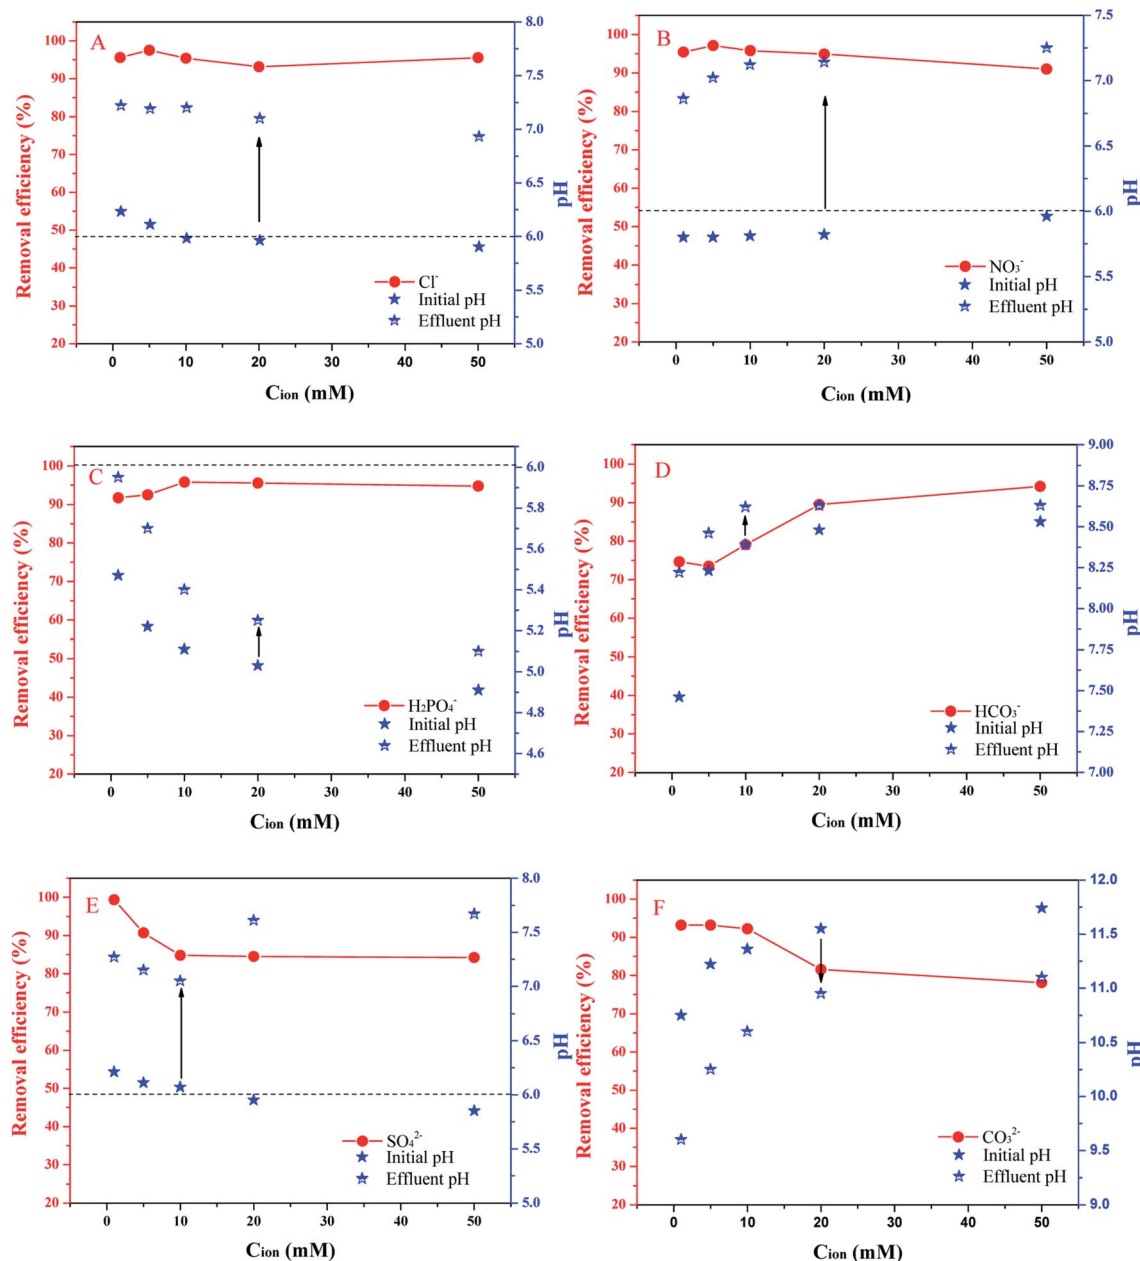 A
Removal efficiency (%)
100
95
90
85
80
75
70
65
60
55
50
45
40
35
30
25
20
8.0
7.5
7.0
6.5
6.0
5.5
5.0
pH
Cl⁻
Initial pH
Effluent pH
0 10 20 30 40 50
Cion (mM)
B
Removal efficiency (%)
100
90
80
70
60
50
40
30
20
7.5
7.0
6.5
6.0
5.5
5.0
pH
NO₃⁻
Initial pH
Effluent pH
0 10 20 30 40 50
Cion (mM)
C
Removal efficiency (%)
100
90
80
70
60
50
40
30
20
6.0
5.8
5.6
5.4
5.2
5.0
4.8
4.6
pH
H₂PO₄⁻
Initial pH
Effluent pH
0 10 20 30 40 50
Cion (mM)
D
Removal efficiency (%)
100
90
80
70
60
50
40
30
20
9.00
8.75
8.50
8.25
8.00
7.75
7.50
7.25
7.00
pH
HCO₃⁻
Initial pH
Effluent pH
0 10 20 30 40 50
Cion (mM)
E
Removal efficiency (%)
100
90
80
70
60
50
40
30
20
8.0
7.5
7.0
6.5
6.0
5.5
5.0
pH
SO₄²⁻
Initial pH
Effluent pH
0 10 20 30 40 50
Cion (mM)
F
Removal efficiency (%)
100
90
80
70
60
50
40
30
20
12.0
11.5
11.0
10.5
10.0
9.5
9.0
pH
CO₃²⁻
Initial pH
Effluent pH
0 10 20 30 40 50
Cion (mM)